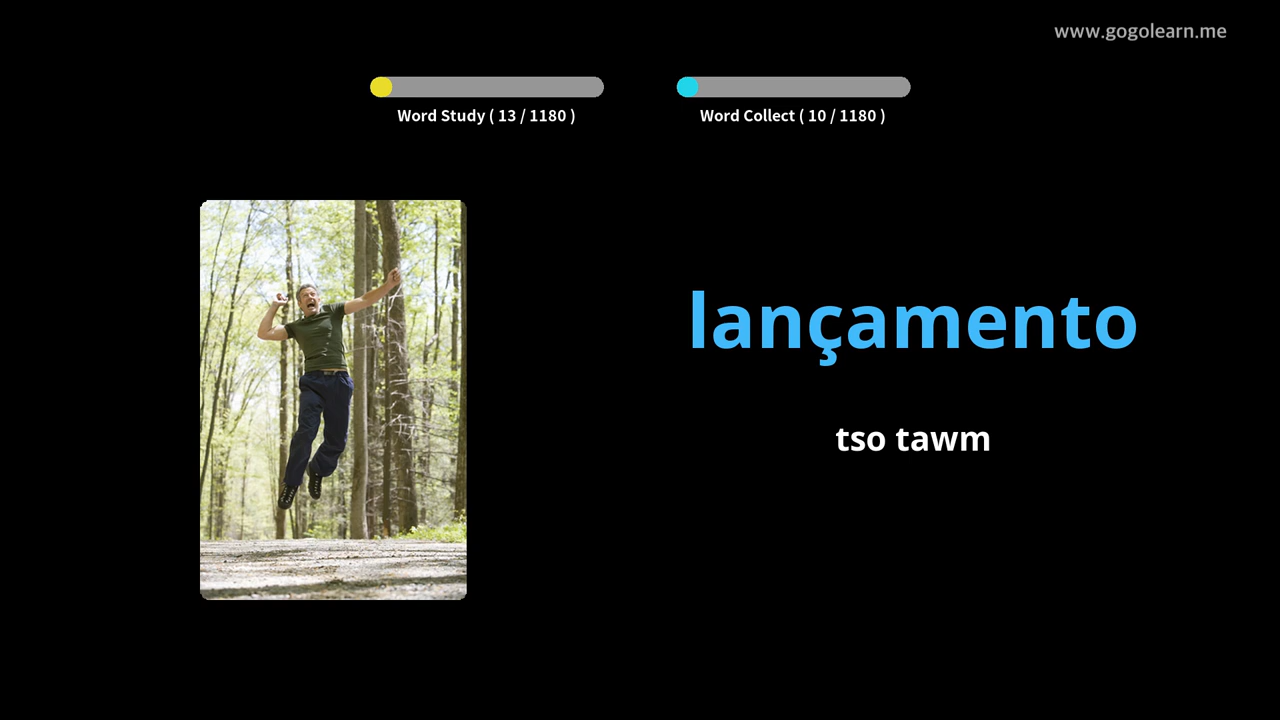 www.gogolearn.me
Word Study ( 13 / 1180 )
Word Collect ( 10 / 1180 )
lançamento
tso tawm